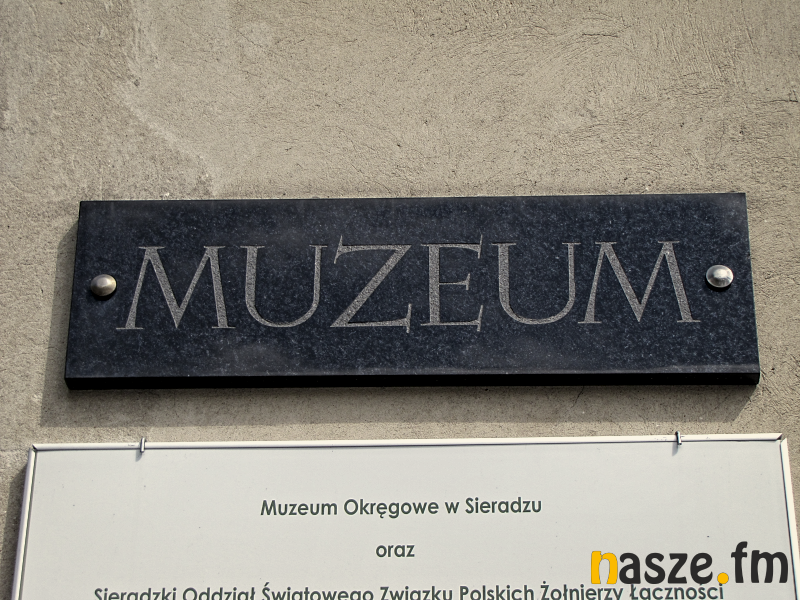 MUZEUM
Muzeum Okręgowe w Sieradzu
oraz
Sieradzki Oddział Światowego Związku Polskich Żołnierzy Łączności
nasze.fm